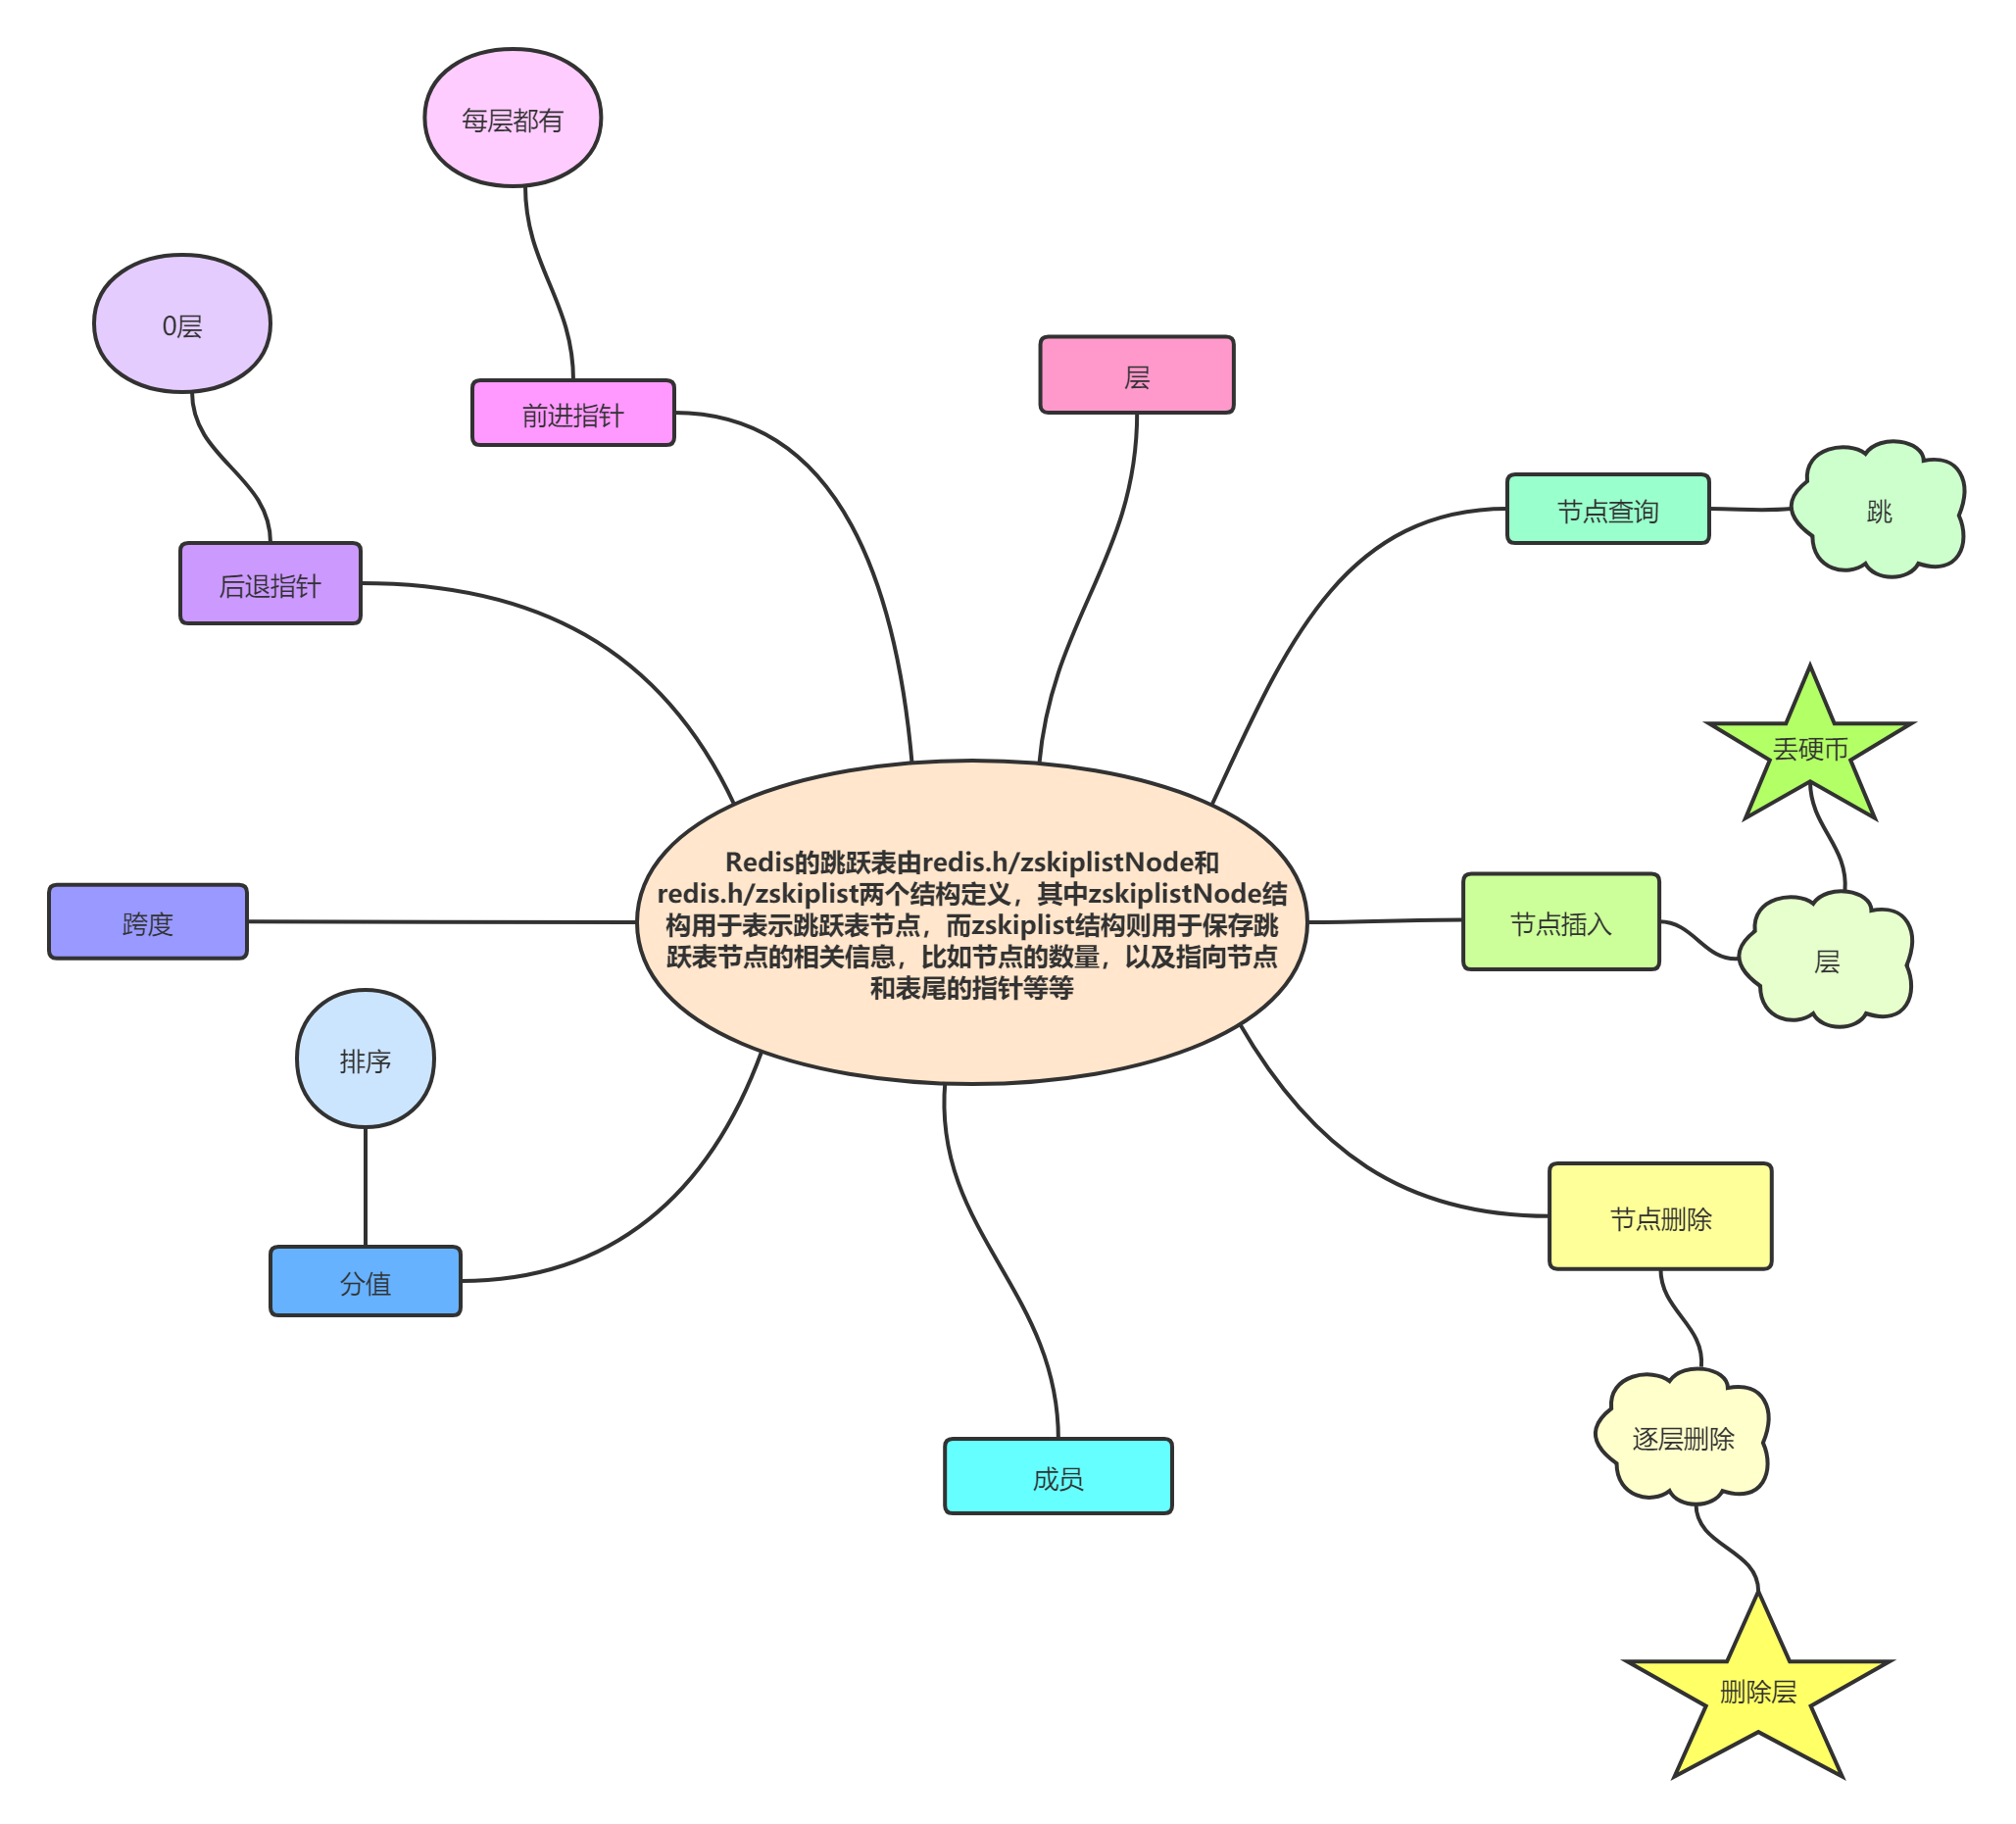 每层都有
0层
前进指针
层
后退指针
节点查询
跳
丢硬币
Redis的跳跃表由redis.h/zskiplistNode和
redis.h/zskiplist两个结构定义，其中zskiplistNode结
构用于表示跳跃表节点，而zskiplist结构则用于保存跳
跃表节点的相关信息，比如节点的数量，以及指向节点
和表尾的指针等等
跨度
节点插入
层
排序
分值
节点删除
逐层删除
成员
删除层